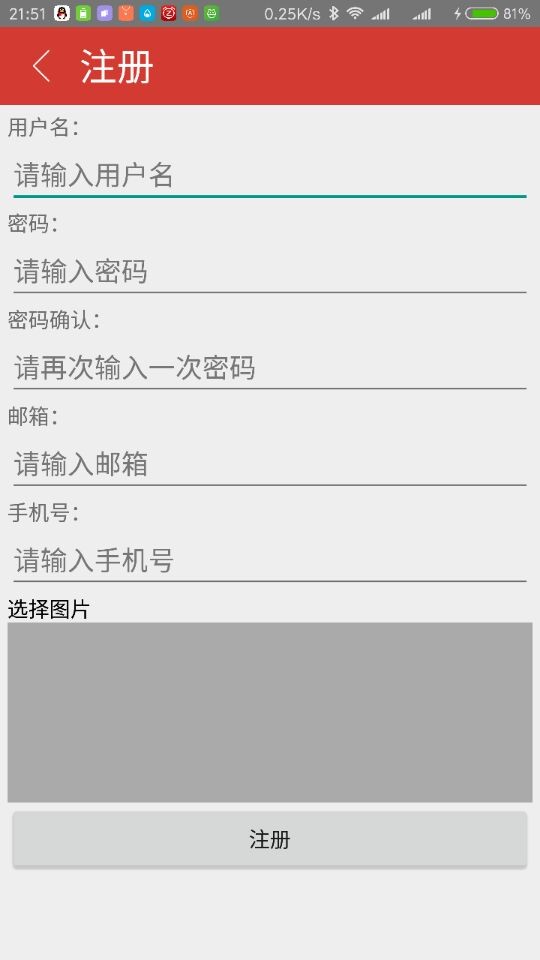 21:51 0.25K/s 81%
注册
用户名：
请输入用户名
密码：
请输入密码
密码确认：
请再次输入一次密码
邮箱：
请输入邮箱
手机号：
请输入手机号
选择图片
注册